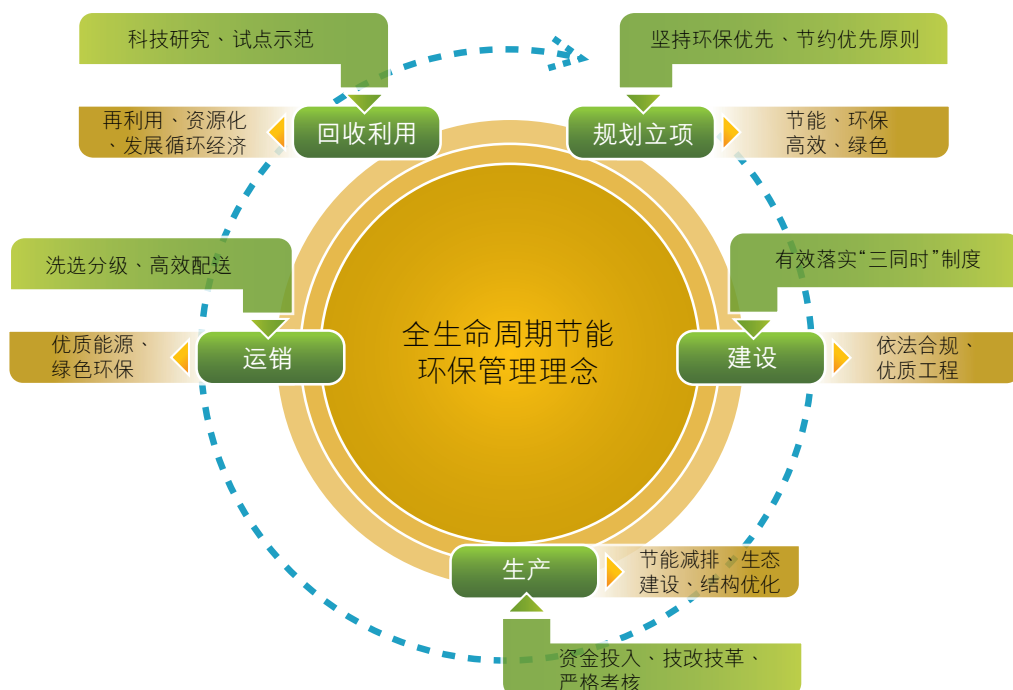 科技研究、试点示范
坚持环保优先、节约优先原则
再利用、资源化
、发展循环经济
回收利用
规划立项
节能、环保
高效、绿色
洗选分级、高效配送
有效落实“三同时”制度
优质能源、
绿色环保
运销
全生命周期节能
环保管理理念
建设
依法合规、
优质工程
生产
节能减排、生态
建设、结构优化
资金投入、技改技革、
严格考核